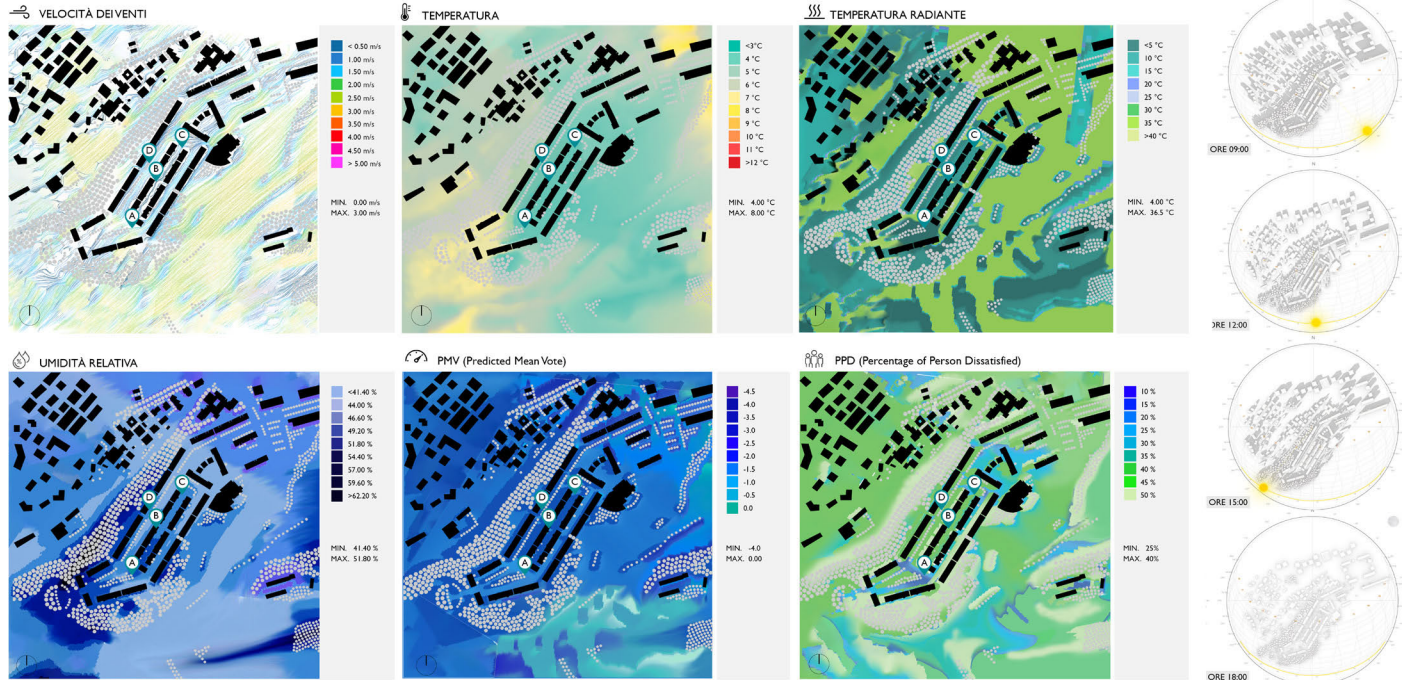 VELOCITÀ DEI VENTI
< 0.50 m/s
1.00 m/s
1.50 m/s
2.00 m/s
2.50 m/s
3.00 m/s
3.50 m/s
4.00 m/s
4.50 m/s
> 5.00 m/s
MIN. 0.00 m/s
MAX. 3.00 m/s
A
B
C
D
TEMPERATURA
<3°C
4 °C
5 °C
6 °C
7 °C
8 °C
9 °C
10 °C
11 °C
>12 °C
MIN. 4.00 °C
MAX. 8.00 °C
A
B
C
D
TEMPERATURA RADIANTE
<5 °C
10 °C
15 °C
20 °C
25 °C
30 °C
35 °C
>40 °C
MIN. 4.00 °C
MAX. 36.5 °C
A
B
C
D
ORE 09:00
N
ORE 12:00
UMIDITÀ RELATIVA
%
<41.40 %
44.00 %
46.60 %
49.20 %
51.80 %
54.40 %
57.00 %
59.60 %
>62.20 %
MIN. 41.40 %
MAX. 51.80 %
A
B
C
D
PMV (Predicted Mean Vote)
-4.5
-4.0
-3.5
-3.0
-2.5
-2.0
-1.5
-1.0
-0.5
0.0
MIN. -4.0
MAX. 0.00
A
B
C
D
PPD (Percentage of Person Dissatisfied)
10 %
15 %
20 %
25 %
30 %
35 %
40 %
45 %
50 %
MIN. 25%
MAX. 40%
A
B
C
D
N
ORE 15:00
N
ORE 18:00